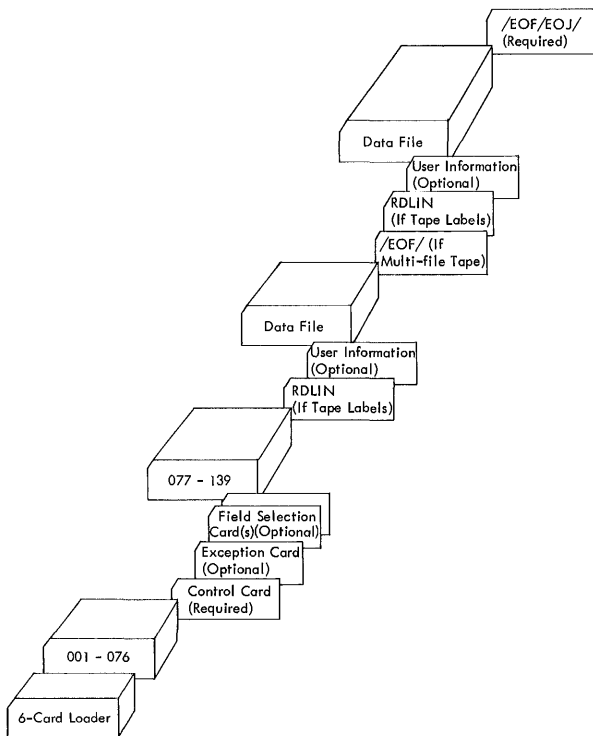 /EOF/EOJ/
(Required)
Data File
User Information
(Optional)
RDLIN
(If Tape Labels)
/EOF/ (If
Multi-file Tape)
Data File
User Information
(Optional)
RDLIN
(If Tape Labels)
077 - 139
Field Selection
Card(s)(Optional)
Exception Card
(Optional)
Control Card
(Required)
001 - 076
6-Card Loader